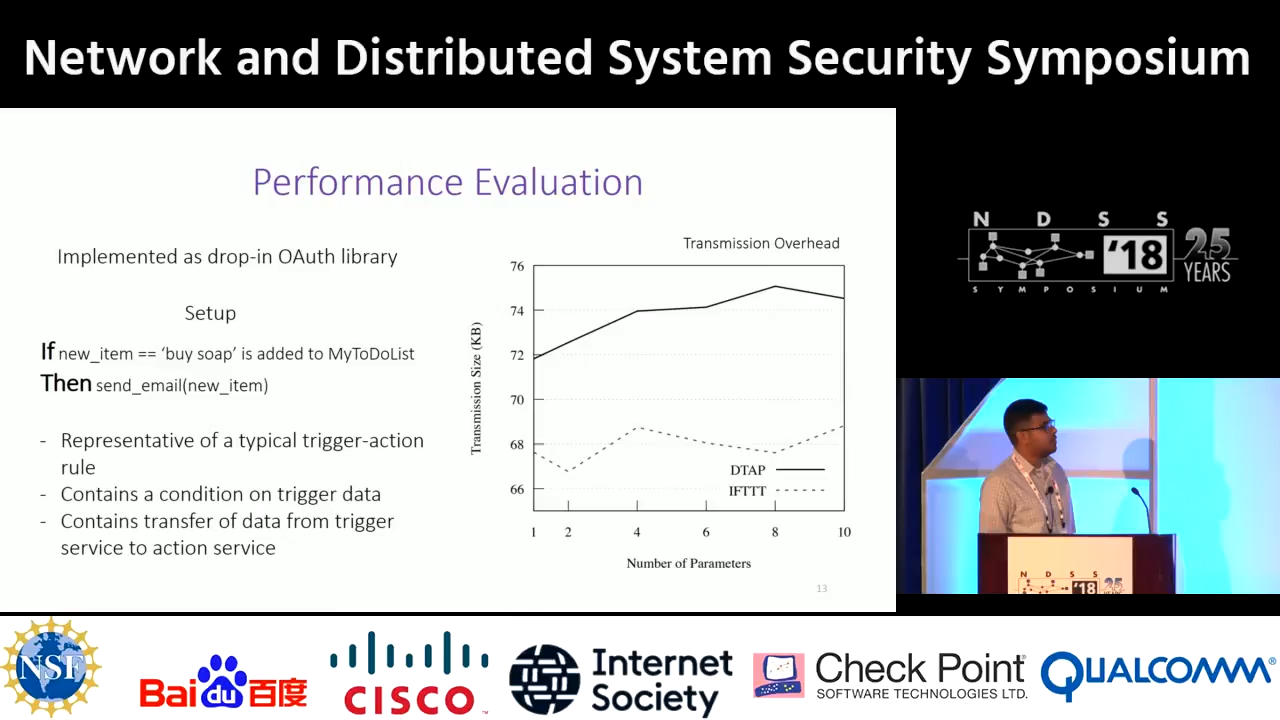 Network and Distributed System Security Symposium
Performance Evaluation
Implemented as drop-in OAuth library
Setup
If new_item == ‘buy soap’ is added to MyToDoList
Then send_email(new_item)
- Representative of a typical trigger-action
rule
- Contains a condition on trigger data
- Contains transfer of data from trigger
service to action service
Transmission Overhead
Transmission Size (KB)
76
74
72
70
68
66
DTAP
IFTTT
1 2 4 6 8 10
Number of Parameters
13
N D S S
‘18
25
YEARS
S Y M P O S I U M
N D S S
‘18
25
NSF
Bai du 百度
CISCO
Internet
Society
Check Point
SOFTWARE TECHNOLOGIES LTD.
QUALCOMM®